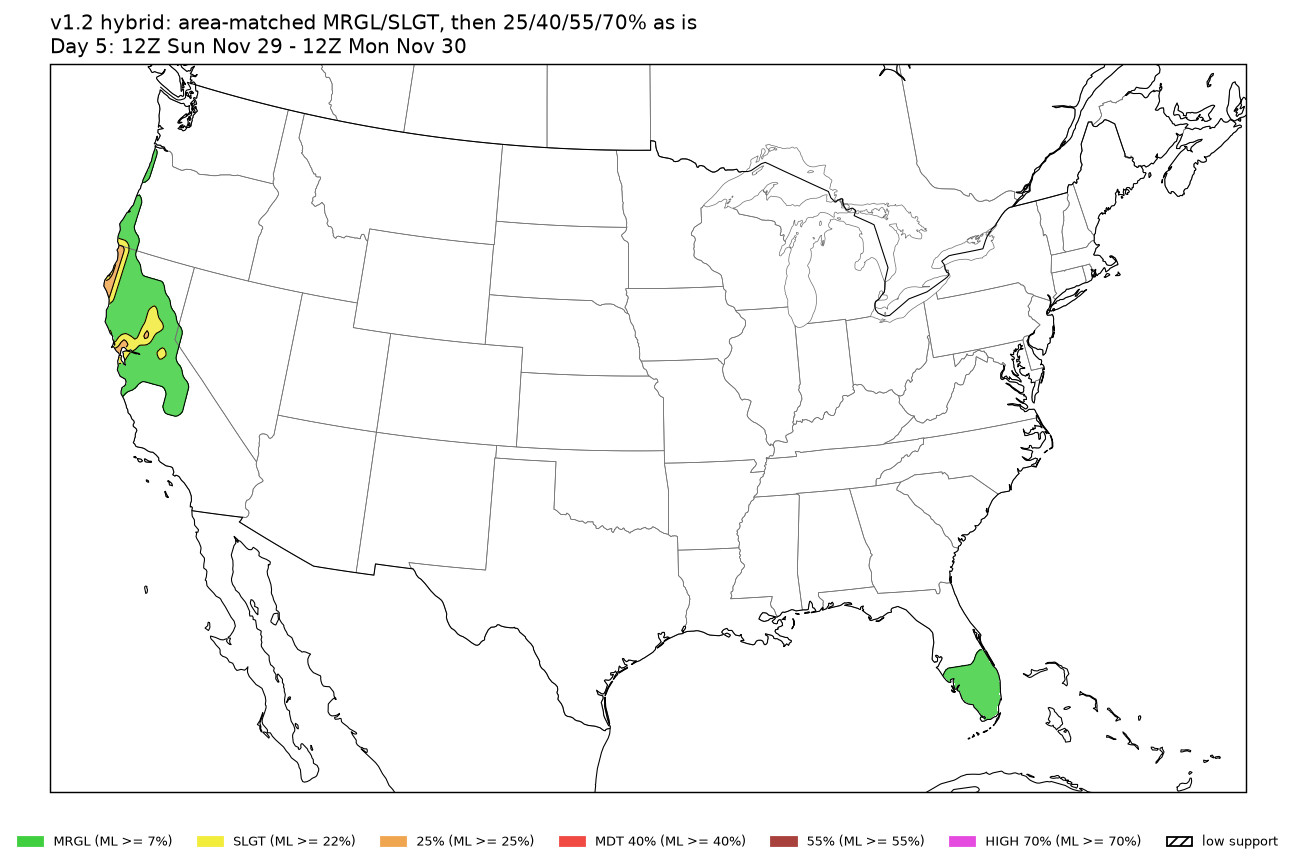 v1.2 hybrid: area-matched MRGL/SLGT, then 25/40/55/70% as is
Day 5: 12Z Sun Nov 29 - 12Z Mon Nov 30
MRGL (ML >= 7%)
SLGT (ML >= 22%)
25% (ML >= 25%)
MDT 40% (ML >= 40%)
55% (ML >= 55%)
HIGH 70% (ML >= 70%)
low support